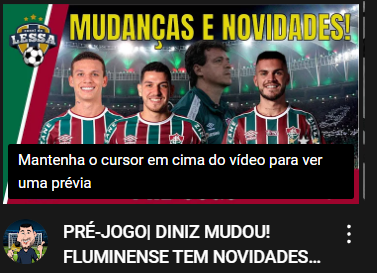 MUDANÇAS E NOVIDADES!
LESSA
Mantenha o cursor em cima do vídeo para ver
uma prévia
PRÉ-JOGO| DINIZ MUDOU!
FLUMINENSE TEM NOVIDADES...